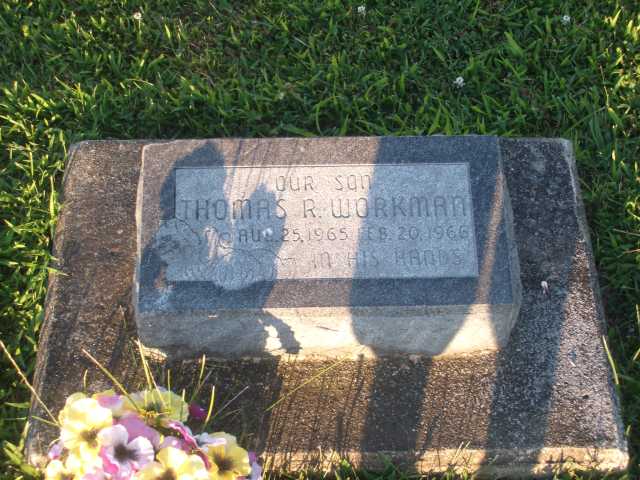 OUR SON
THOMAS R. WORKMAN
AUG. 25, 1965 FEB. 20, 1966
IN HIS HANDS